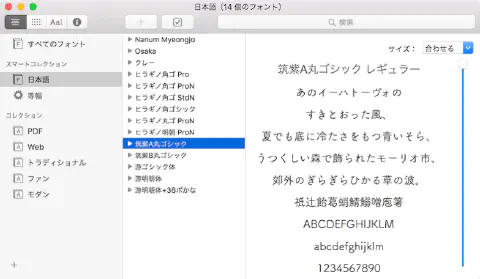 日本語（14 個のフォント）
Aa1
検索
すべてのフォント
スマートコレクション
日本語
等幅
コレクション
PDF
Web
トラディショナル
ファン
モダン
Nanum Myeongjo
Osaka
クレー
ヒラギノ角ゴ Pro
ヒラギノ角ゴ ProN
ヒラギノ角ゴ StdN
ヒラギノ角ゴシック
ヒラギノ丸ゴ ProN
ヒラギノ明朝 ProN
筑紫A丸ゴシック
筑紫B丸ゴシック
游ゴシック体
游明朝体
游明朝体+36ポかな
サイズ： 合わせる
筑紫A丸ゴシック レギュラー
あのイーハトーヴォの
すきとおった風、
夏でも底に冷たさをもつ青いそら、
うつくしい森で飾られたモーリオ市、
郊外のぎらぎらひかる草の波。
祇辻飴葛蛸鯖鰯噌庖箸
ABCDEFGHIJKLM
abcdefghijklm
1234567890